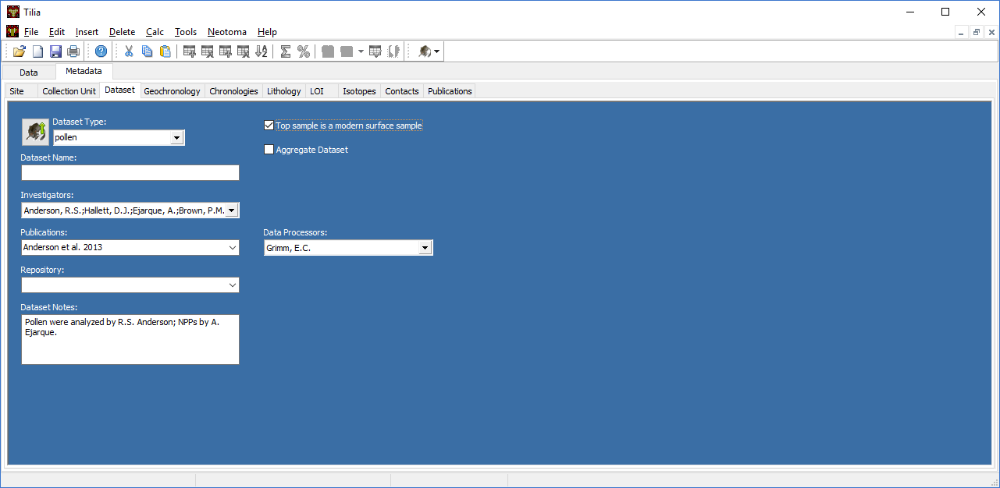 Tilia
File Edit Insert Delete Calc Tools Neotoma Help
Data Metadata
Site Collection Unit Dataset Geochronology Chronologies Lithology LOI Isotopes Contacts Publications
Dataset Type:
pollen
Top sample is a modern surface sample
Aggregate Dataset
Dataset Name:
Investigators:
Anderson, R.S.;Hallett, D.J.;Ejarque, A.;Brown, P.M.
Publications:
Anderson et al. 2013
Data Processors:
Grimm, E.C.
Repository:
Dataset Notes:
Pollen were analyzed by R.S. Anderson; NPPs by A.
Ejarque.